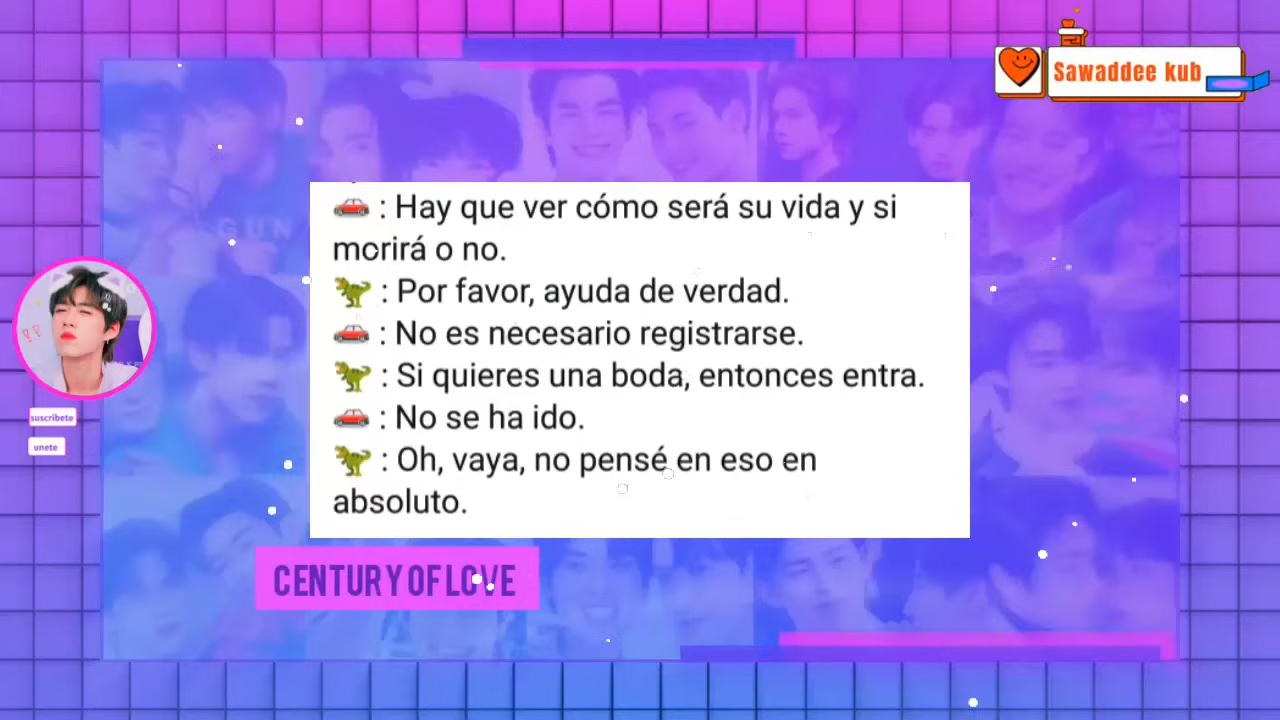 Sawaddee kub
GUN
🚗 : Hay que ver cómo será su vida y si
morirá o no.
🦖 : Por favor, ayuda de verdad.
🚗 : No es necesario registrarse.
🦖 : Si quieres una boda, entonces entra.
🚗 : No se ha ido.
🦖 : Oh, vaya, no pensé en eso en
absoluto.
suscribete
unete
CENTURY OF LOVE